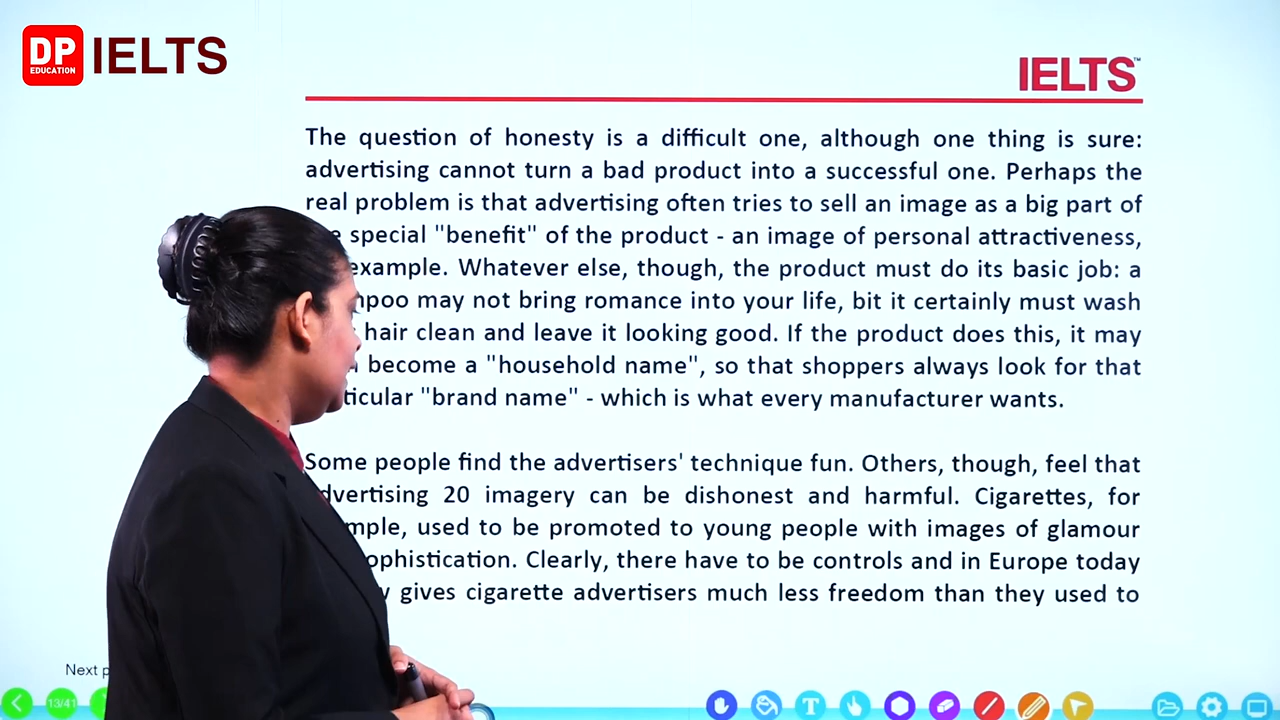 DP
EDUCATION
IELTS
IELTS™
The question of honesty is a difficult one, although one thing is sure:
advertising cannot turn a bad product into a successful one. Perhaps the
real problem is that advertising often tries to sell an image as a big part of
special "benefit" of the product - an image of personal attractiveness,
example. Whatever else, though, the product must do its basic job: a
may not bring romance into your life, bit it certainly must wash
hair clean and leave it looking good. If the product does this, it may
become a "household name", so that shoppers always look for that
"brand name" - which is what every manufacturer wants.
Some people find the advertisers' technique fun. Others, though, feel that
advertising 20 imagery can be dishonest and harmful. Cigarettes, for
used to be promoted to young people with images of glamour
sophistication. Clearly, there have to be controls and in Europe today
gives cigarette advertisers much less freedom than they used to
Next
13/41
T